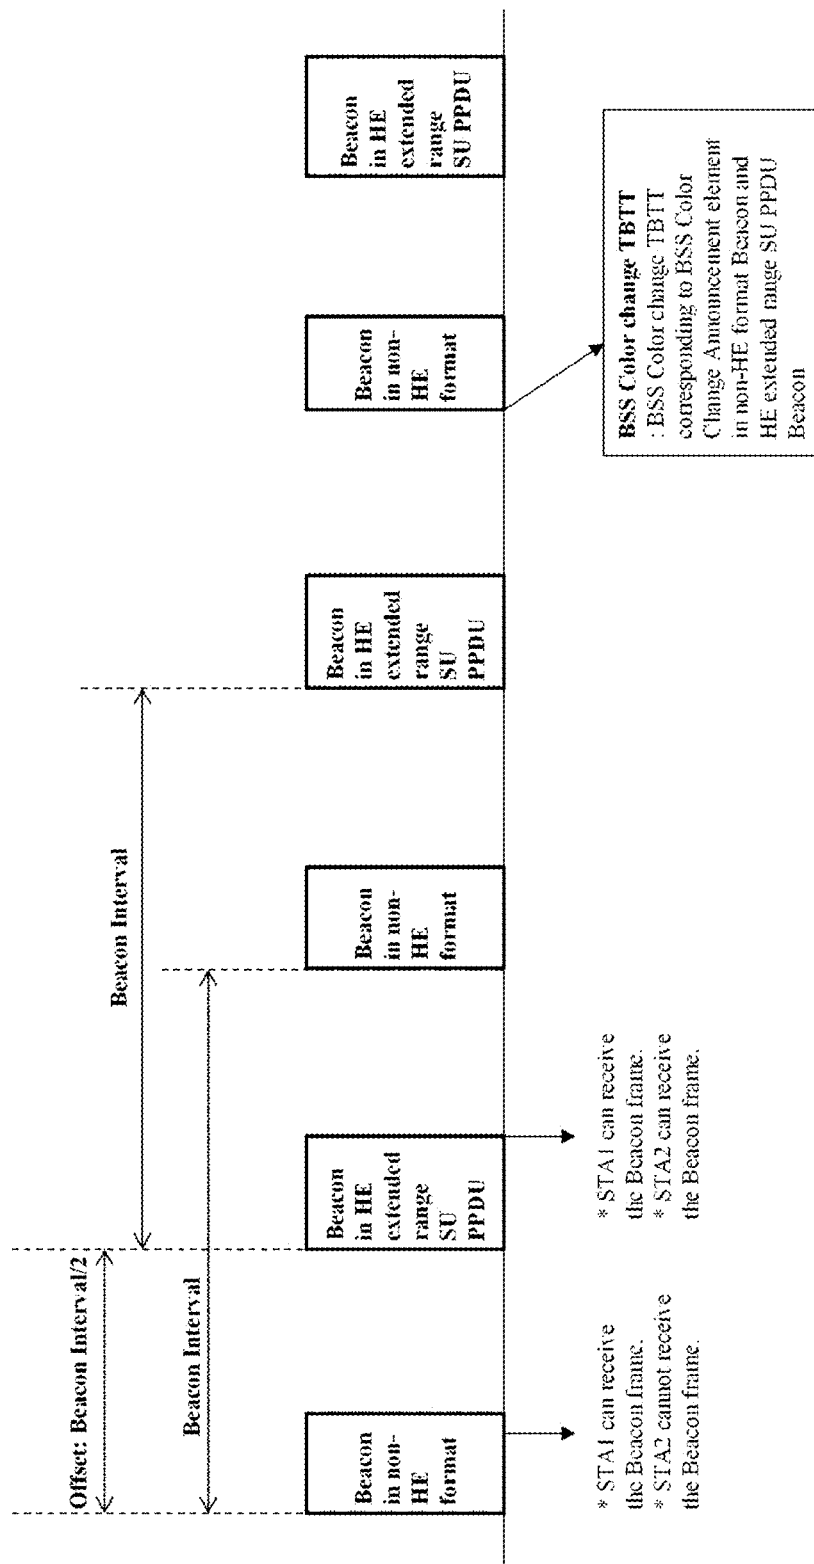 Offset: Beacon Interval/2
Beacon Interval
Beacon Interval
Beacon
in non-
HE
format
Beacon
in HE
extended
range
SU
PPDU
Beacon
in non-
HE
format
Beacon
in HE
extended
range
SU
PPDU
Beacon
in non-
HE
format
Beacon
in HE
extended
range
SU PPDU
* STA1 can receive
the Beacon frame.
* STA2 cannot receive
the Beacon frame.
* STA1 can receive
the Beacon frame.
* STA2 can receive
the Beacon frame.
BSS Color change TBTT
: BSS Color change TBTT
corresponding to BSS Color
Change Announcement element
in non-HE format Beacon and
HE extended range SU PPDU
Beacon